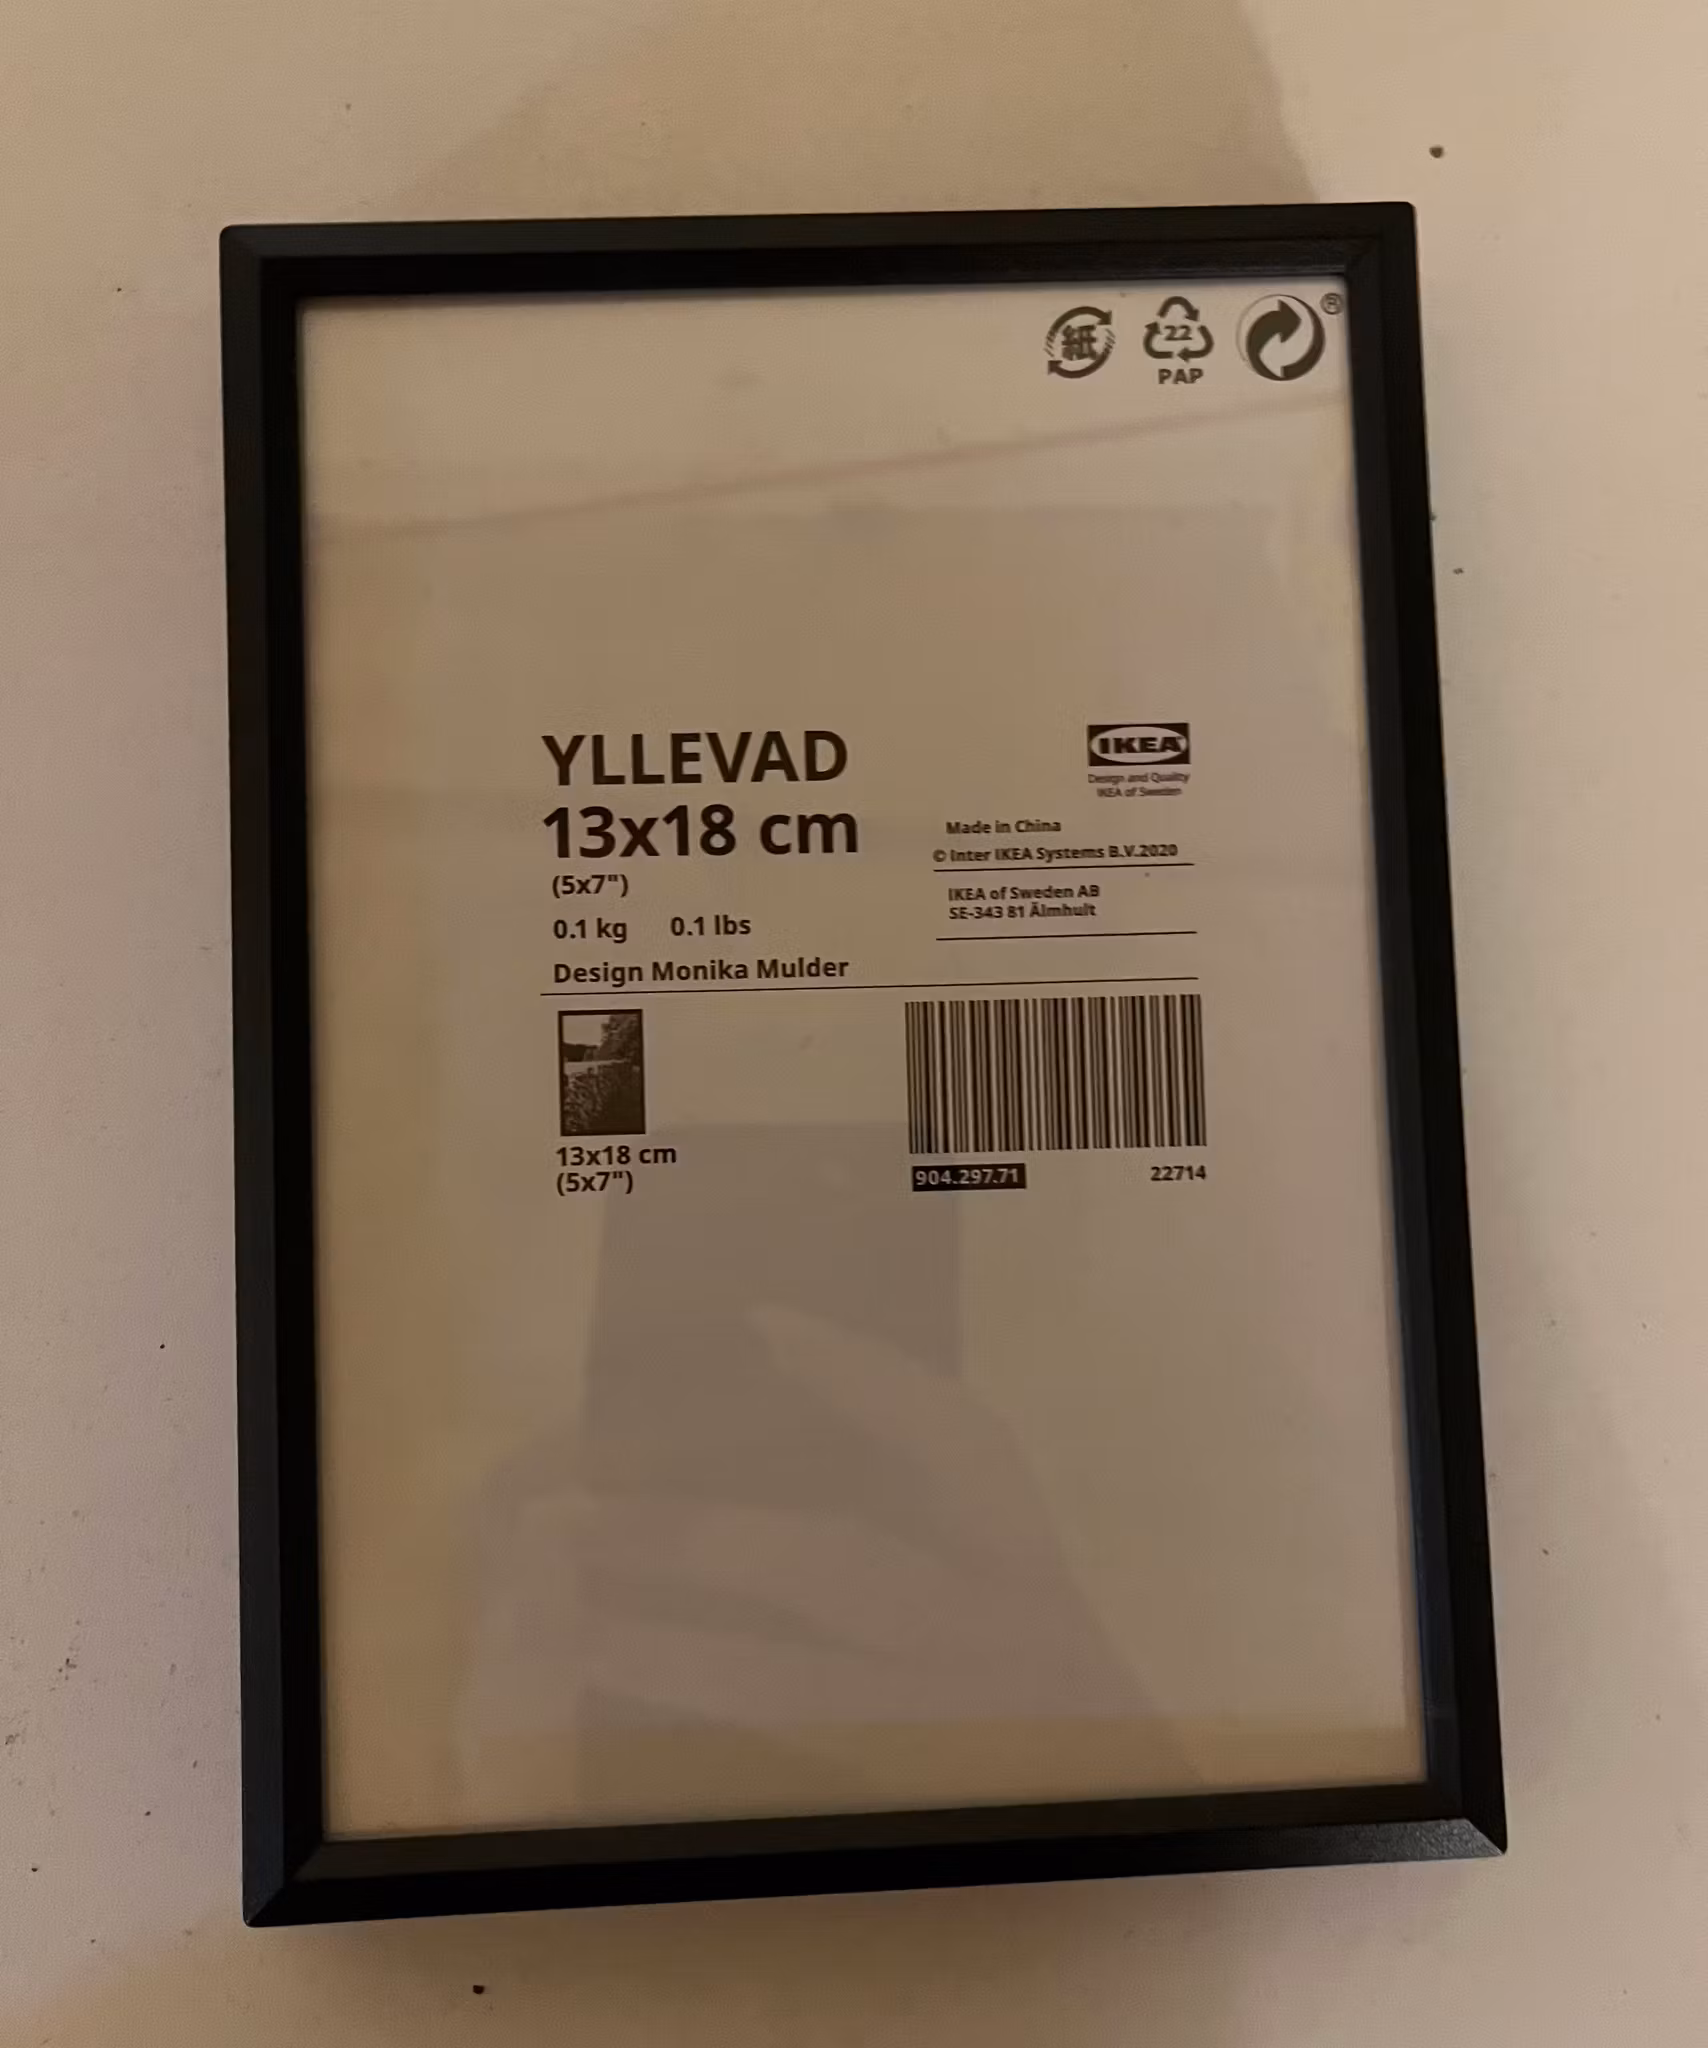 紙
22
PAP
®
YLLEVAD
13x18 cm
(5x7")
0.1 kg 0.1 lbs
Design Monika Mulder
IKEA
Design and Quality
IKEA of Sweden
Made in China
© Inter IKEA Systems B.V.2020
IKEA of Sweden AB
SE-343 81 Älmhult
13x18 cm
(5x7")
904.297.71 22714